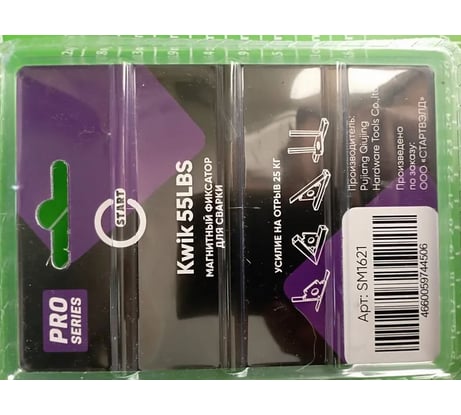 START
PRO
SERIES
Kwik 55LBS
МАГНИТНЫЙ ФИКСАТОР
ДЛЯ СВАРКИ
УСИЛИЕ НА ОТРЫВ 25 КГ
Производитель:
Pujiang Qiujing
Hardware Tools Co.,
Произведено
по заказу:
ООО «СТАРТВЭЛД»
Арт: SM1621
4660059744506